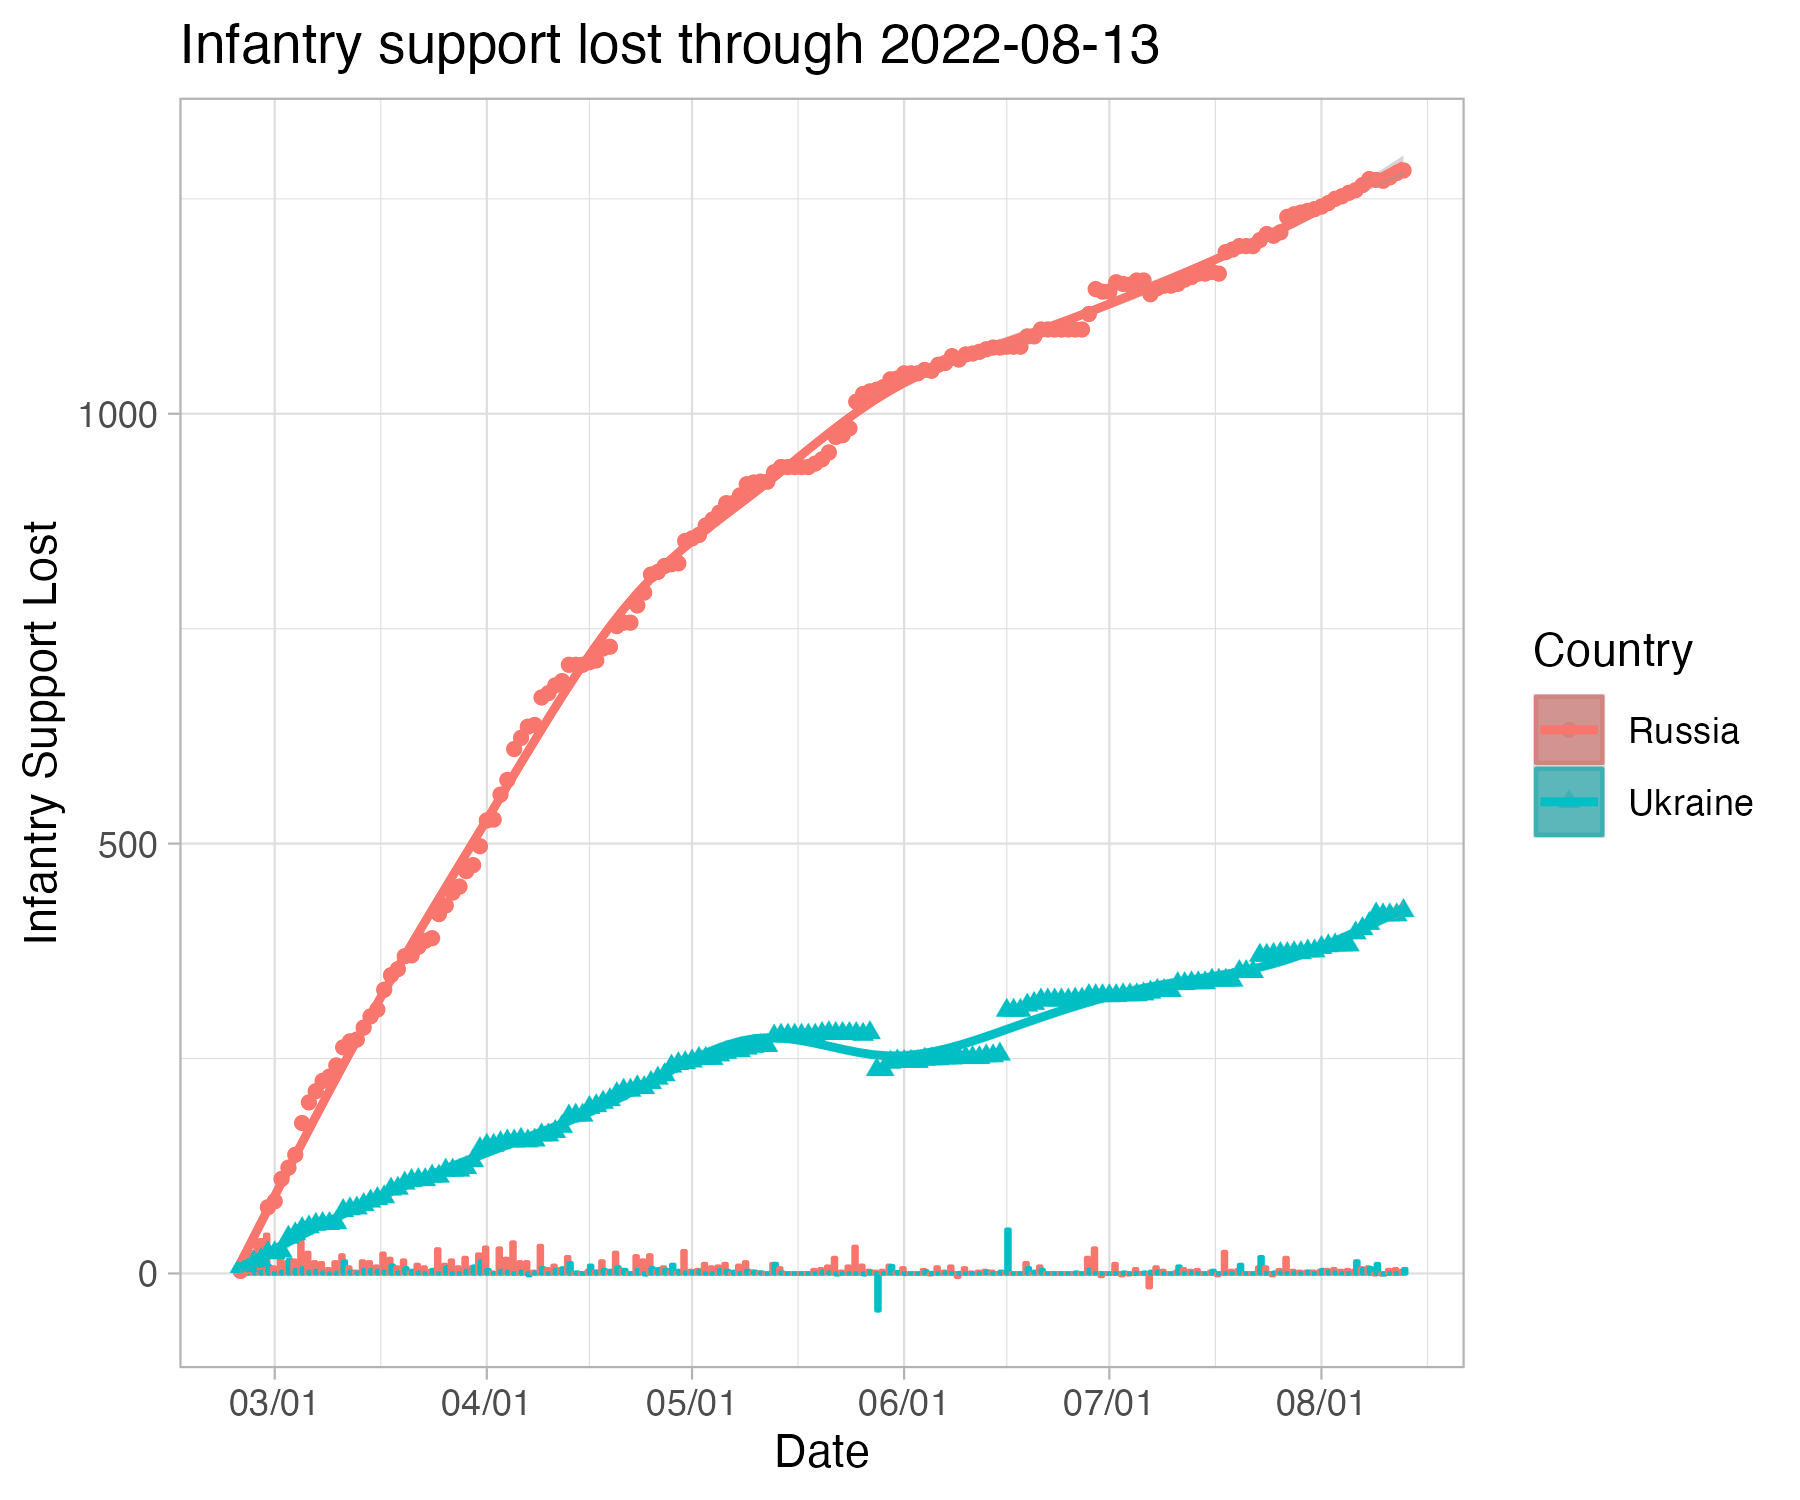 Infantry support lost through 2022-08-13
Infantry Support Lost
1000
500
0
03/01
04/01
05/01
06/01
07/01
08/01
Date
Country
Russia
Ukraine